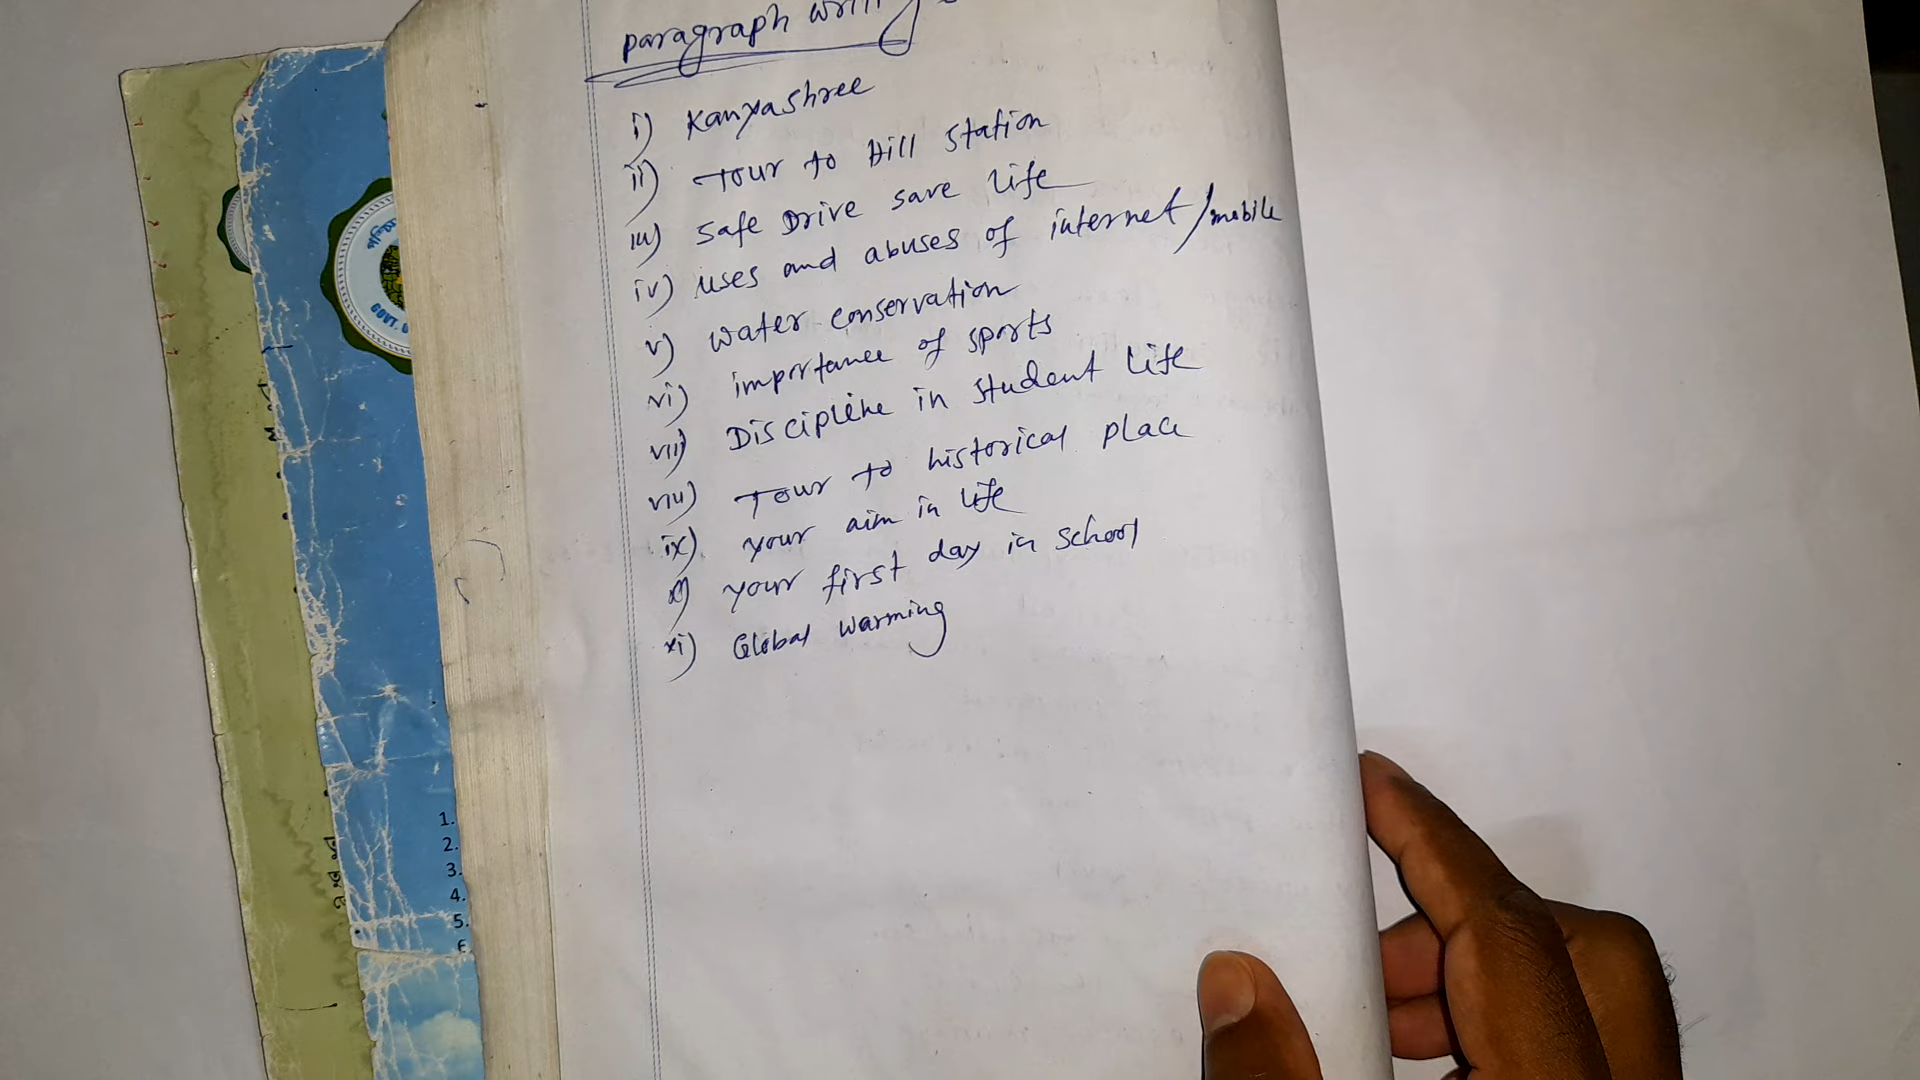 paragraph writing
i) Kanyashree
ii) Tour to Hill Station
iii) Safe Drive save life
iv) uses and abuses of internet/mobile
v) water conservation
vi) importance of sports
vii) Discipline in student life
viii) Tour to historical place
ix) your aim in life
x) your first day in school
xi) Global warming
GOVT.
1.
2.
3.
4.
5.